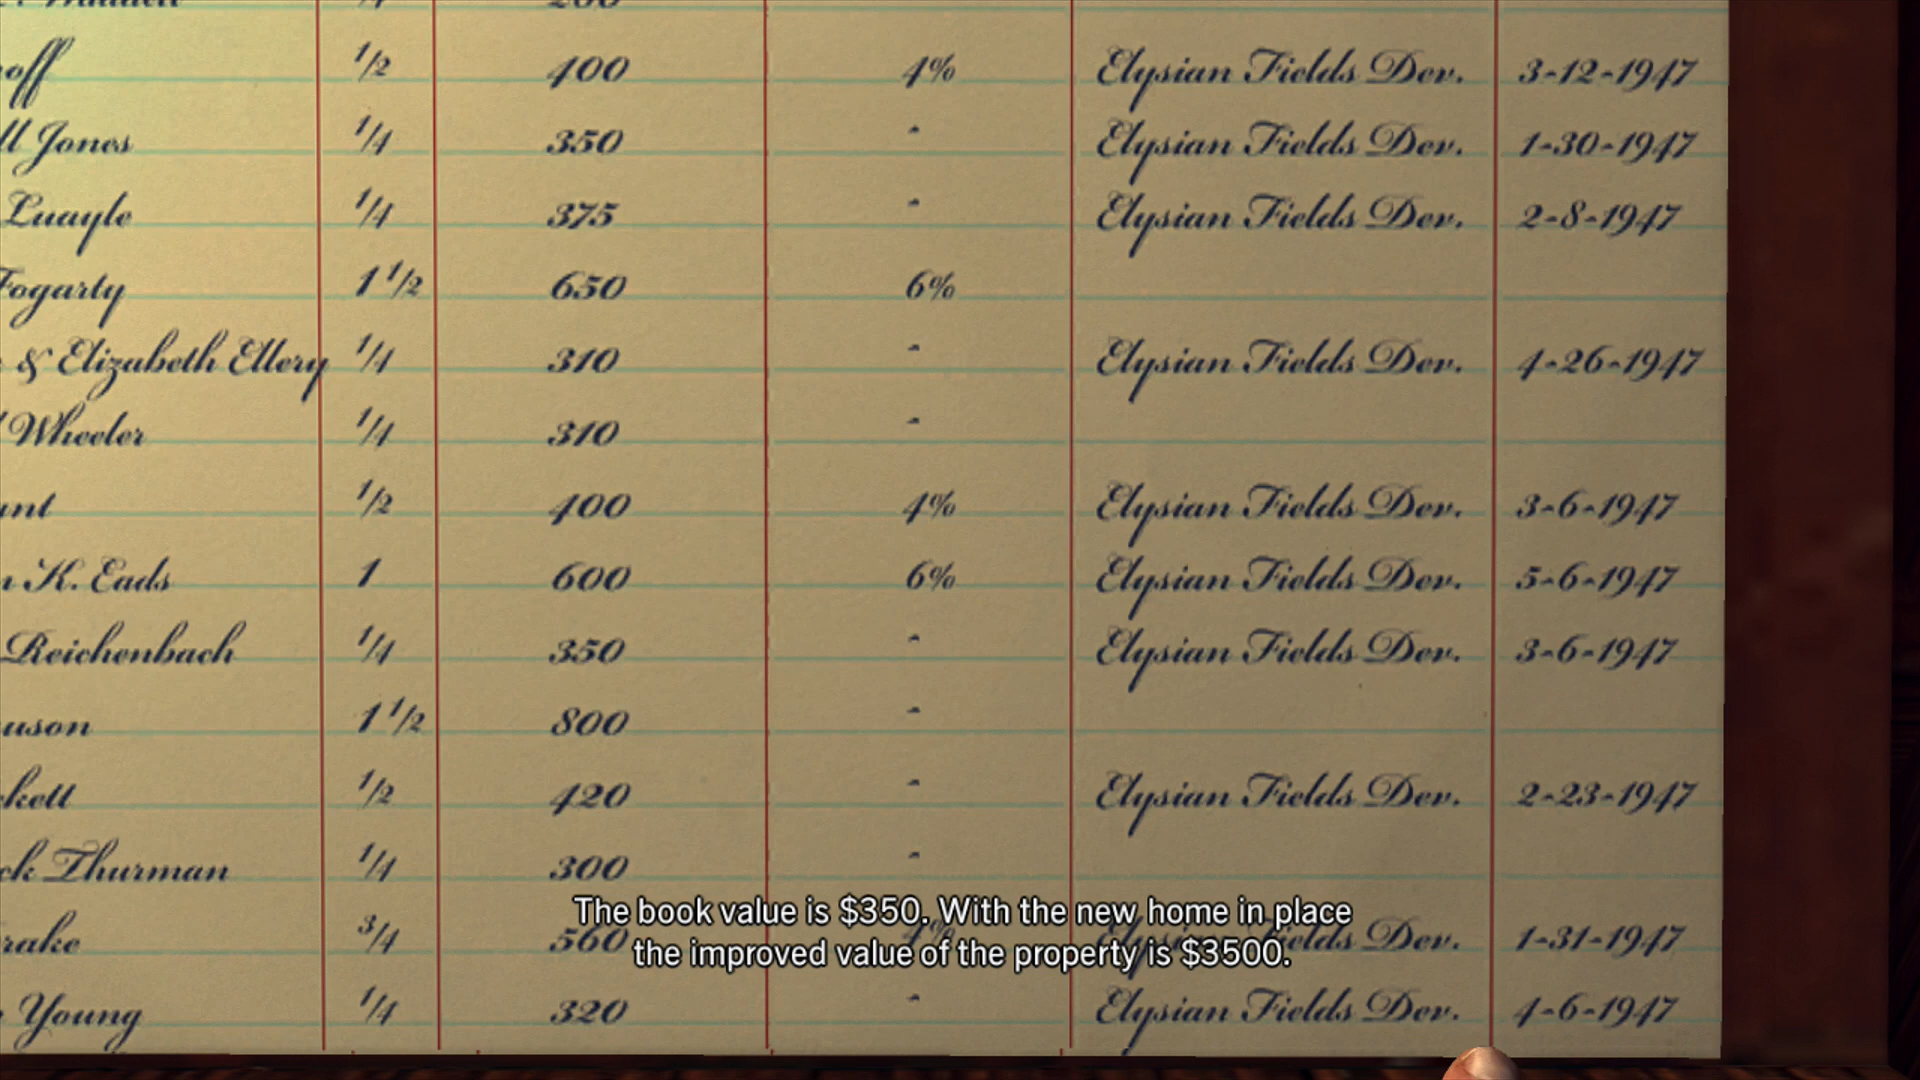 off 1/2 400 4% Elysian Fields Dev. 3-12-1947
ll Jones 1/4 350 - Elysian Fields Dev. 1-30-1947
Luayle 1/4 375 - Elysian Fields Dev. 2-8-1947
Fogarty 1 1/2 650 6%
& Elizabeth Ellery 1/4 310 - Elysian Fields Dev. 4-26-1947
Wheeler 1/4 310 -
unt 1/2 400 4% Elysian Fields Dev. 3-6-1947
n K. Eads 1 600 6% Elysian Fields Dev. 5-6-1947
Reichenbach 1/4 350 - Elysian Fields Dev. 3-6-1947
uson 1 1/2 800 -
kett 1/2 420 - Elysian Fields Dev. 2-23-1947
ck Thurman 1/4 300 -
rake 3/4 560 4% Elysian Fields Dev. 1-31-1947
Young 1/4 320 - Elysian Fields Dev. 4-6-1947
The book value is $350. With the new home in place
the improved value of the property is $3500.